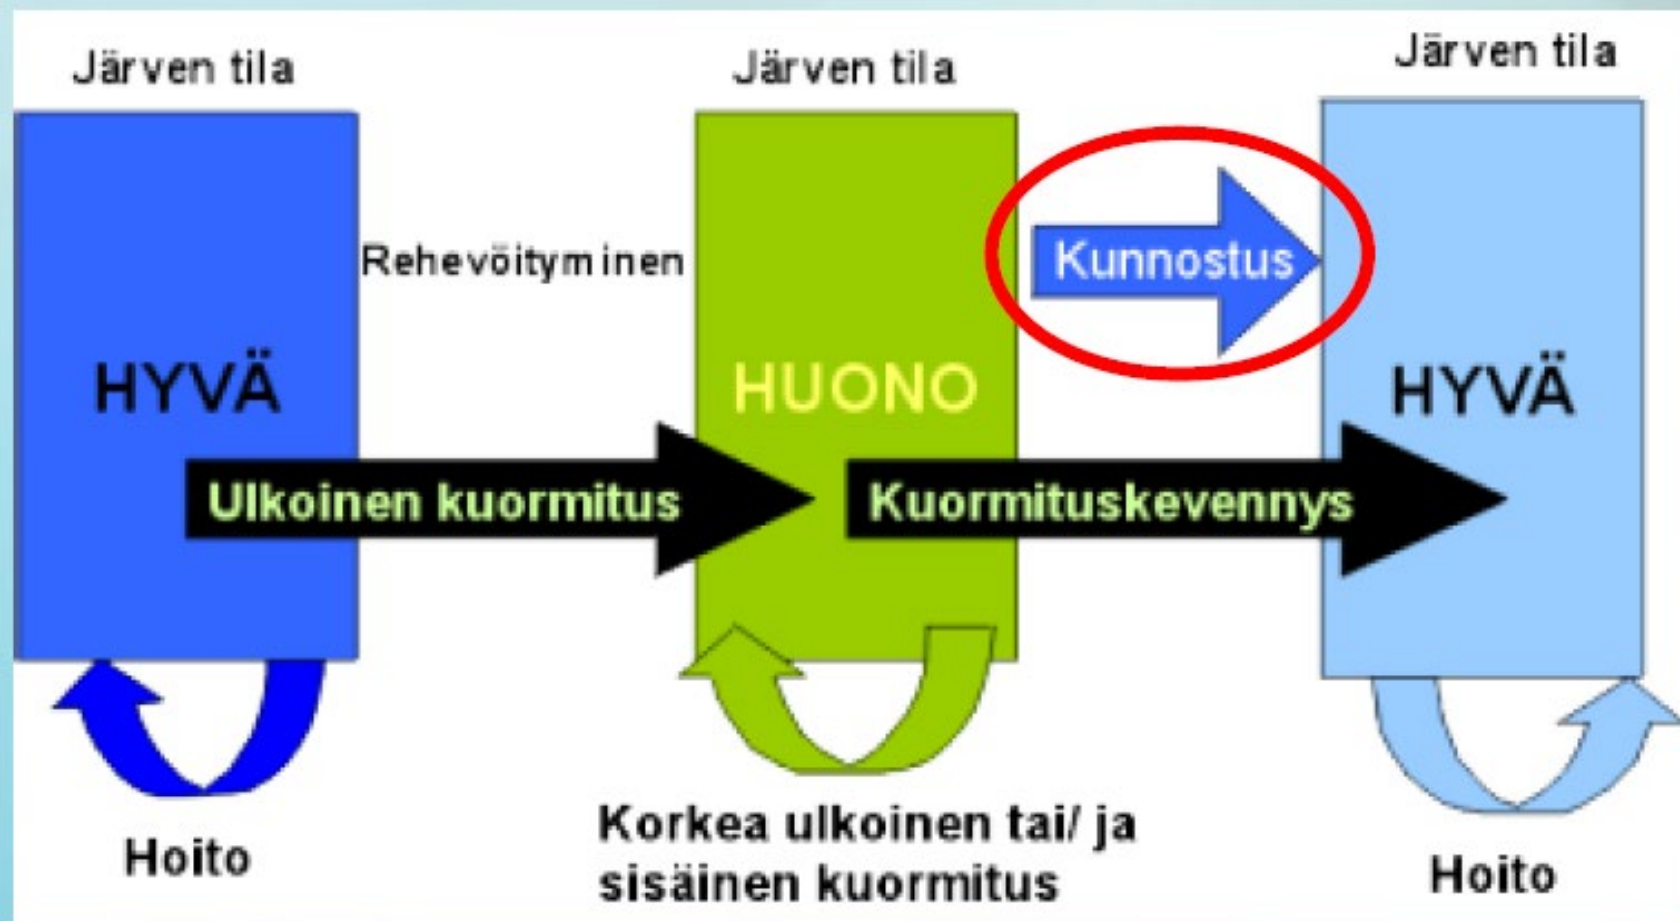 Järven tila
Järven tila
Järven tila
Rehevöityminen
Kunnostus
HYVÄ
HUONO
HYVÄ
Ulkoinen kuormitus
Kuormituskevennys
Hoito
Korkea ulkoinen tai/ ja
sisäinen kuormitus
Hoito